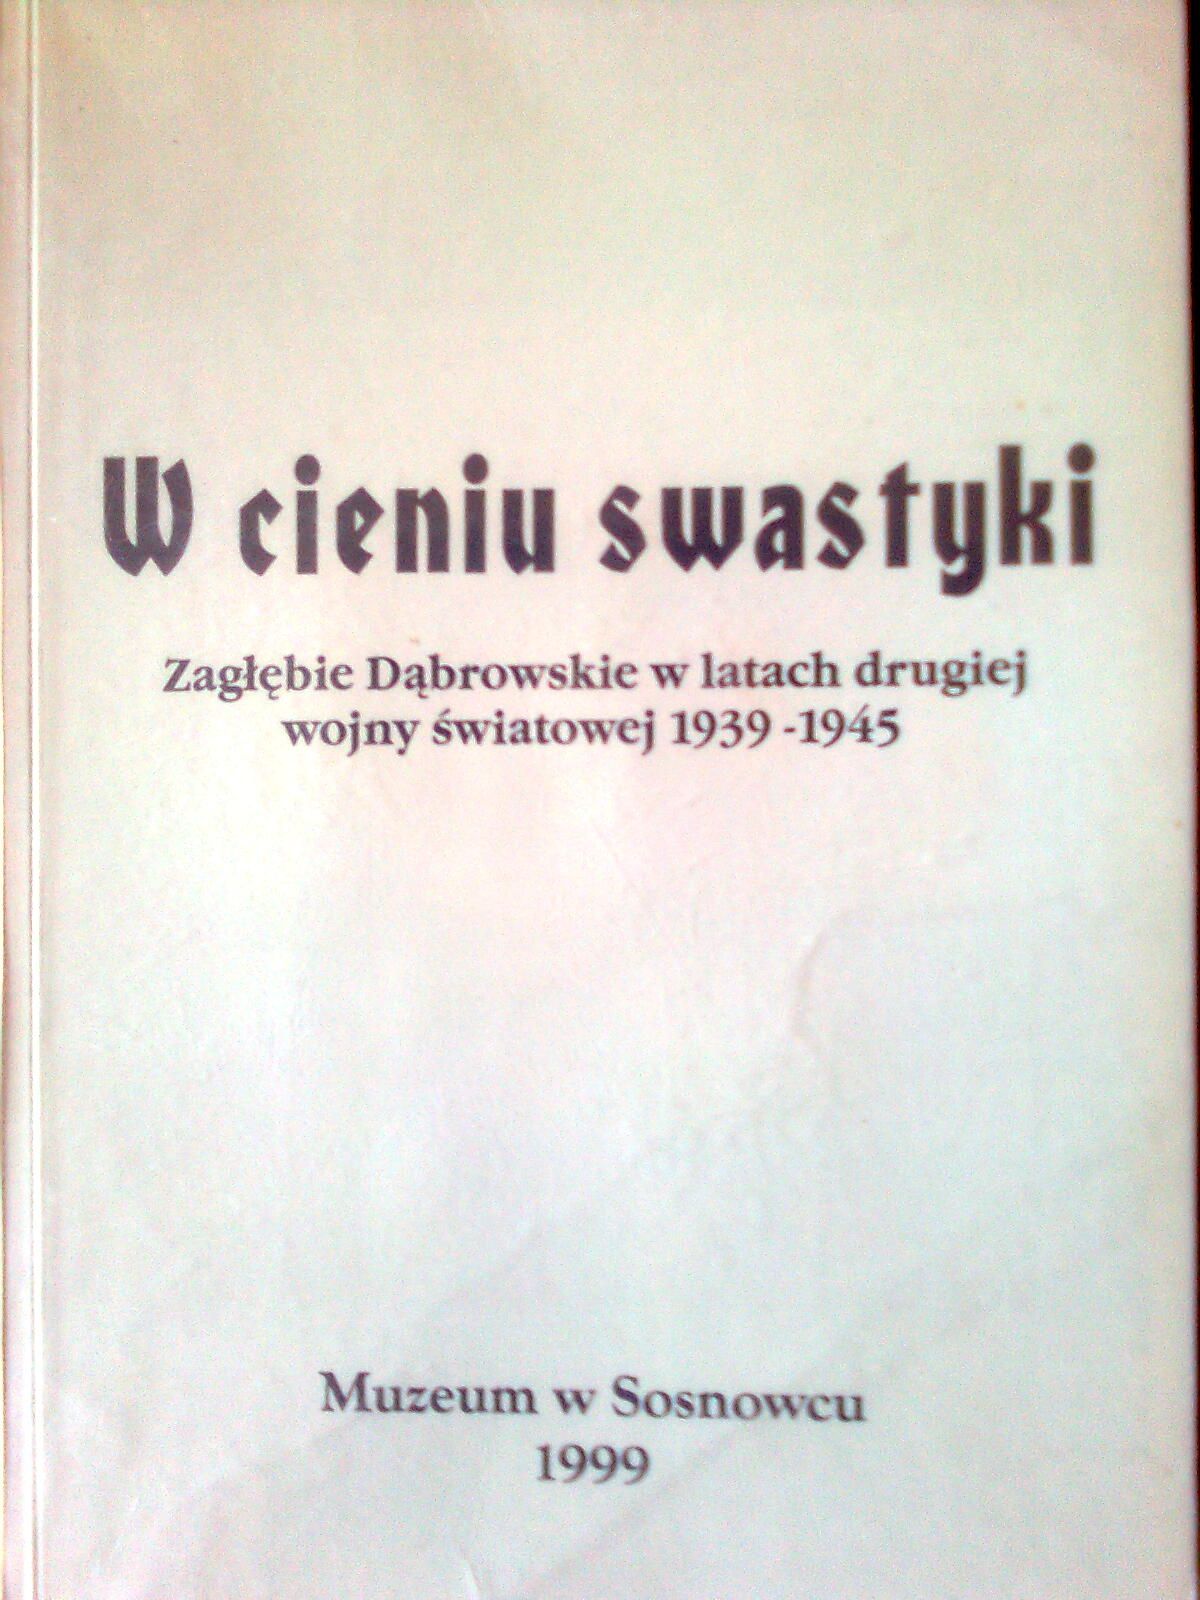 W cieniu swastyki
Zagłębie Dąbrowskie w latach drugiej
wojny światowej 1939 -1945
Muzeum w Sosnowcu
1999